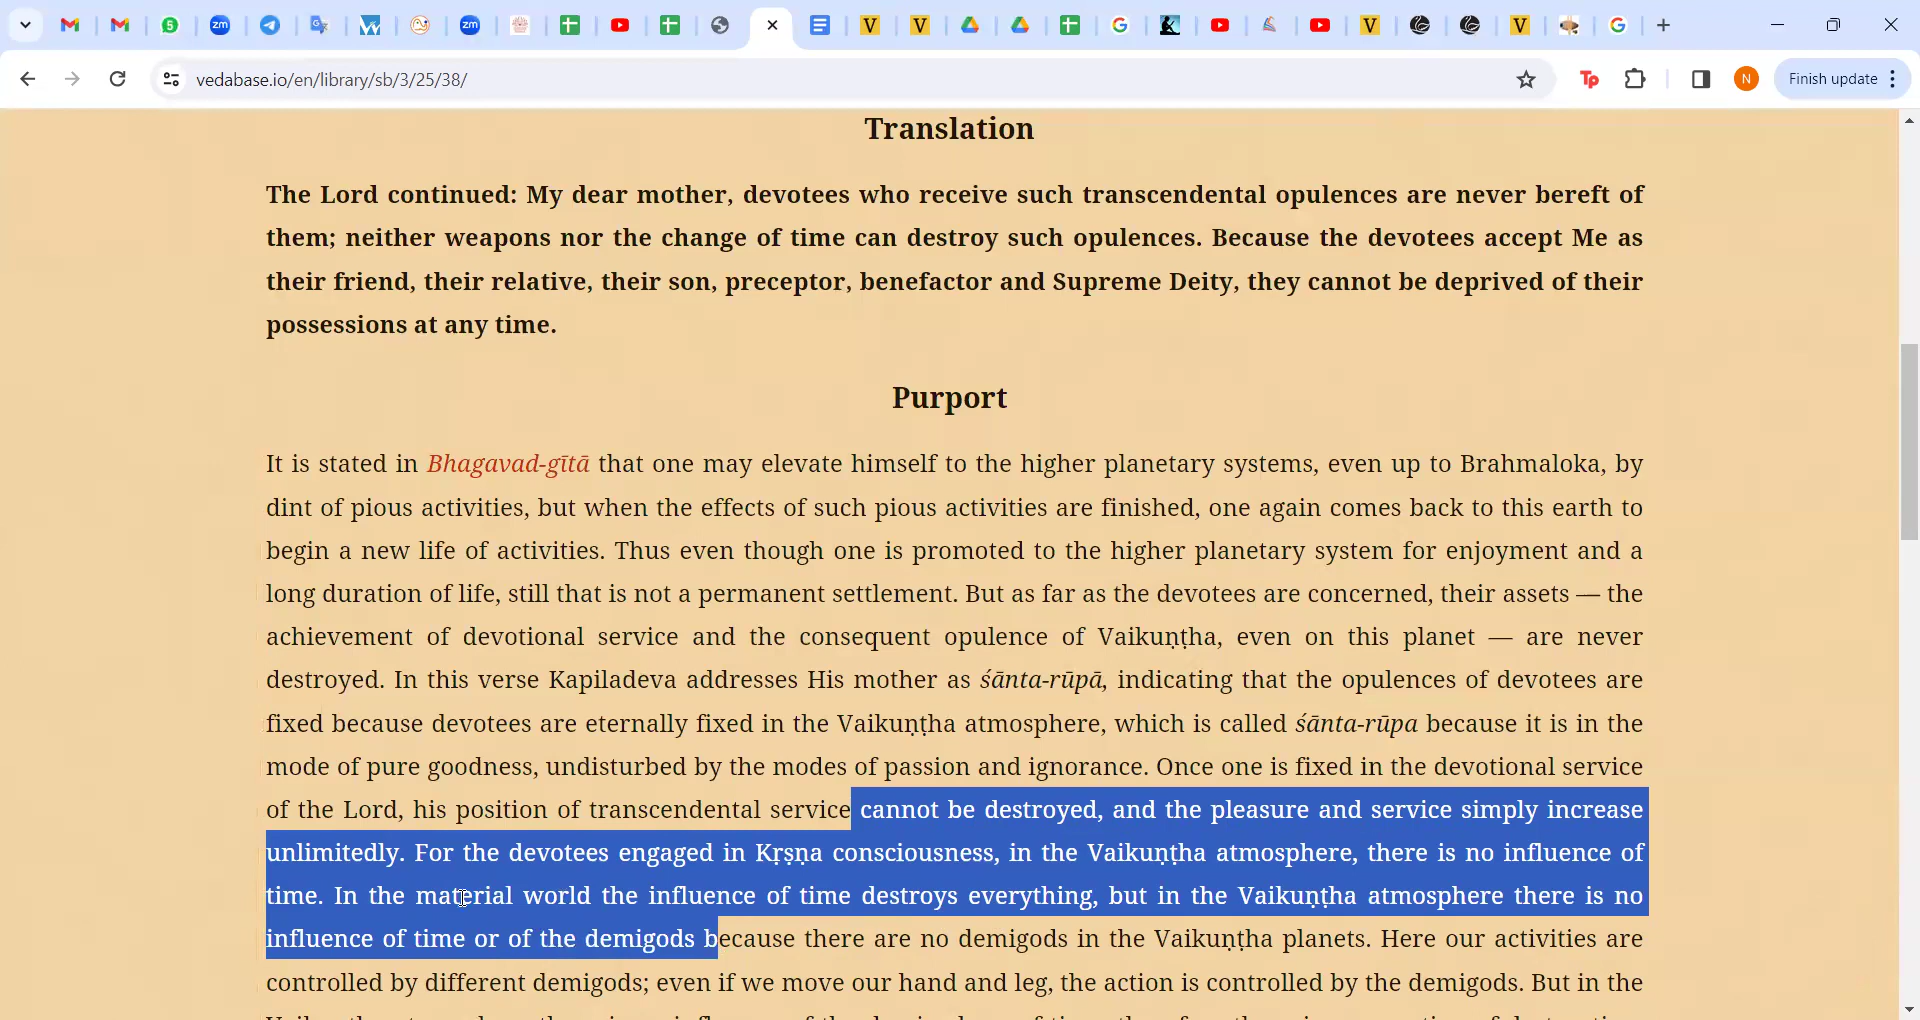 vedabase.io/en/library/sb/3/25/38/
Finish update
Translation
The Lord continued: My dear mother, devotees who receive such transcendental opulences are never bereft of
them; neither weapons nor the change of time can destroy such opulences. Because the devotees accept Me as
their friend, their relative, their son, preceptor, benefactor and Supreme Deity, they cannot be deprived of their
possessions at any time.
Purport
It is stated in Bhagavad-gītā that one may elevate himself to the higher planetary systems, even up to Brahmaloka, by
dint of pious activities, but when the effects of such pious activities are finished, one again comes back to this earth to
begin a new life of activities. Thus even though one is promoted to the higher planetary system for enjoyment and a
long duration of life, still that is not a permanent settlement. But as far as the devotees are concerned, their assets — the
achievement of devotional service and the consequent opulence of Vaikuṇṭha, even on this planet — are never
destroyed. In this verse Kapiladeva addresses His mother as śānta-rūpā, indicating that the opulences of devotees are
fixed because devotees are eternally fixed in the Vaikuṇṭha atmosphere, which is called śānta-rūpa because it is in the
mode of pure goodness, undisturbed by the modes of passion and ignorance. Once one is fixed in the devotional service
of the Lord, his position of transcendental service cannot be destroyed, and the pleasure and service simply increase
unlimitedly. For the devotees engaged in Kṛṣṇa consciousness, in the Vaikuṇṭha atmosphere, there is no influence of
time. In the material world the influence of time destroys everything, but in the Vaikuṇṭha atmosphere there is no
influence of time or of the demigods because there are no demigods in the Vaikuṇṭha planets. Here our activities are
controlled by different demigods; even if we move our hand and leg, the action is controlled by the demigods. But in the